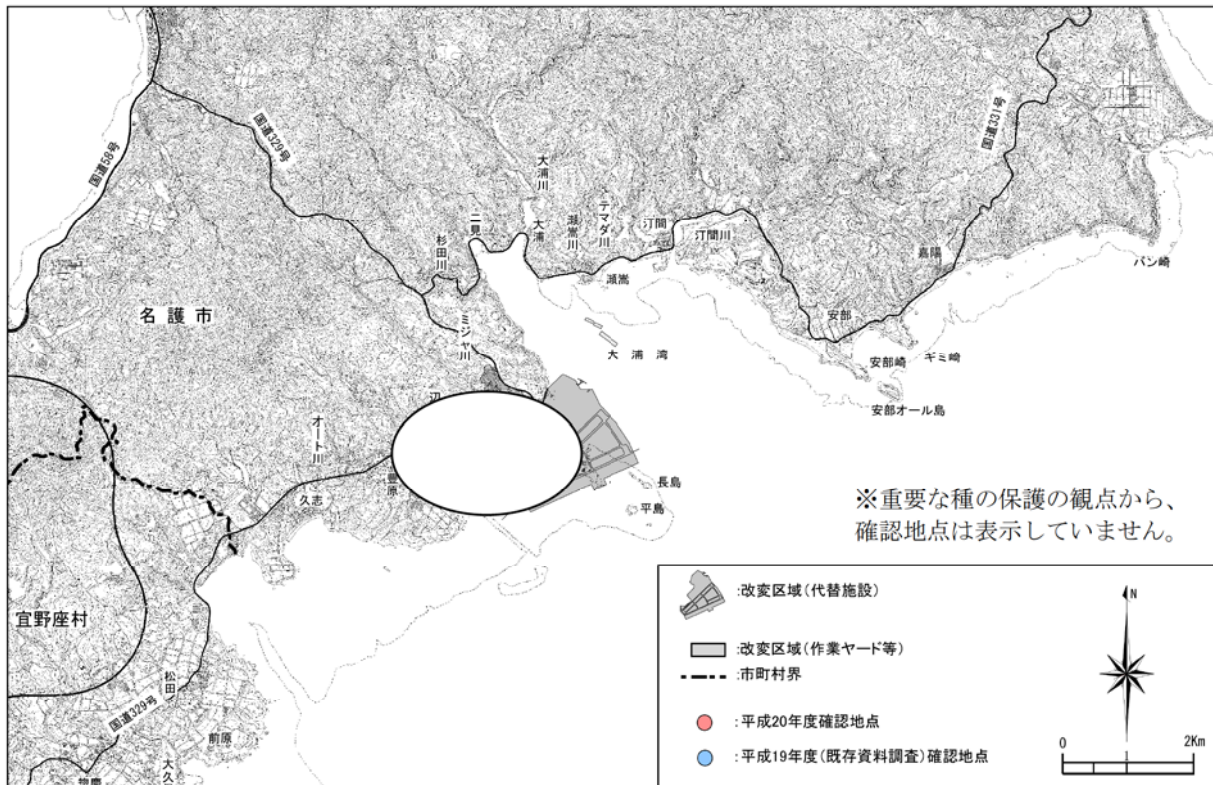 国道58号
国道329号
国道331号
大浦川
テマダ川
瀬嵩川
大浦
二見
杉田川
汀間
汀間川
嘉陽
瀬嵩
バン崎
名護市
ミジャ川
大浦湾
安部
安部崎
ギミ崎
安部オール島
オートー川
久志
豊原
長島
平島
※重要な種の保護の観点から、
確認地点は表示していません。
宜野座村
松田
国道329号
前原
:改変区域(代替施設)
:改変区域(作業ヤード等)
:市町村界
:平成20年度確認地点
:平成19年度(既存資料調査)確認地点
N
0
2Km